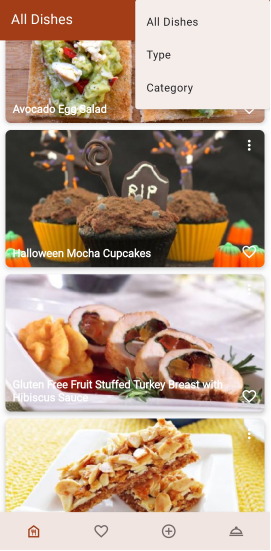 All Dishes
All Dishes
Type
Category
Avocado Egg Salad
RIP
Halloween Mocha Cupcakes
Gluten Free Fruit Stuffed Turkey Breast with
Hibiscus Sauce